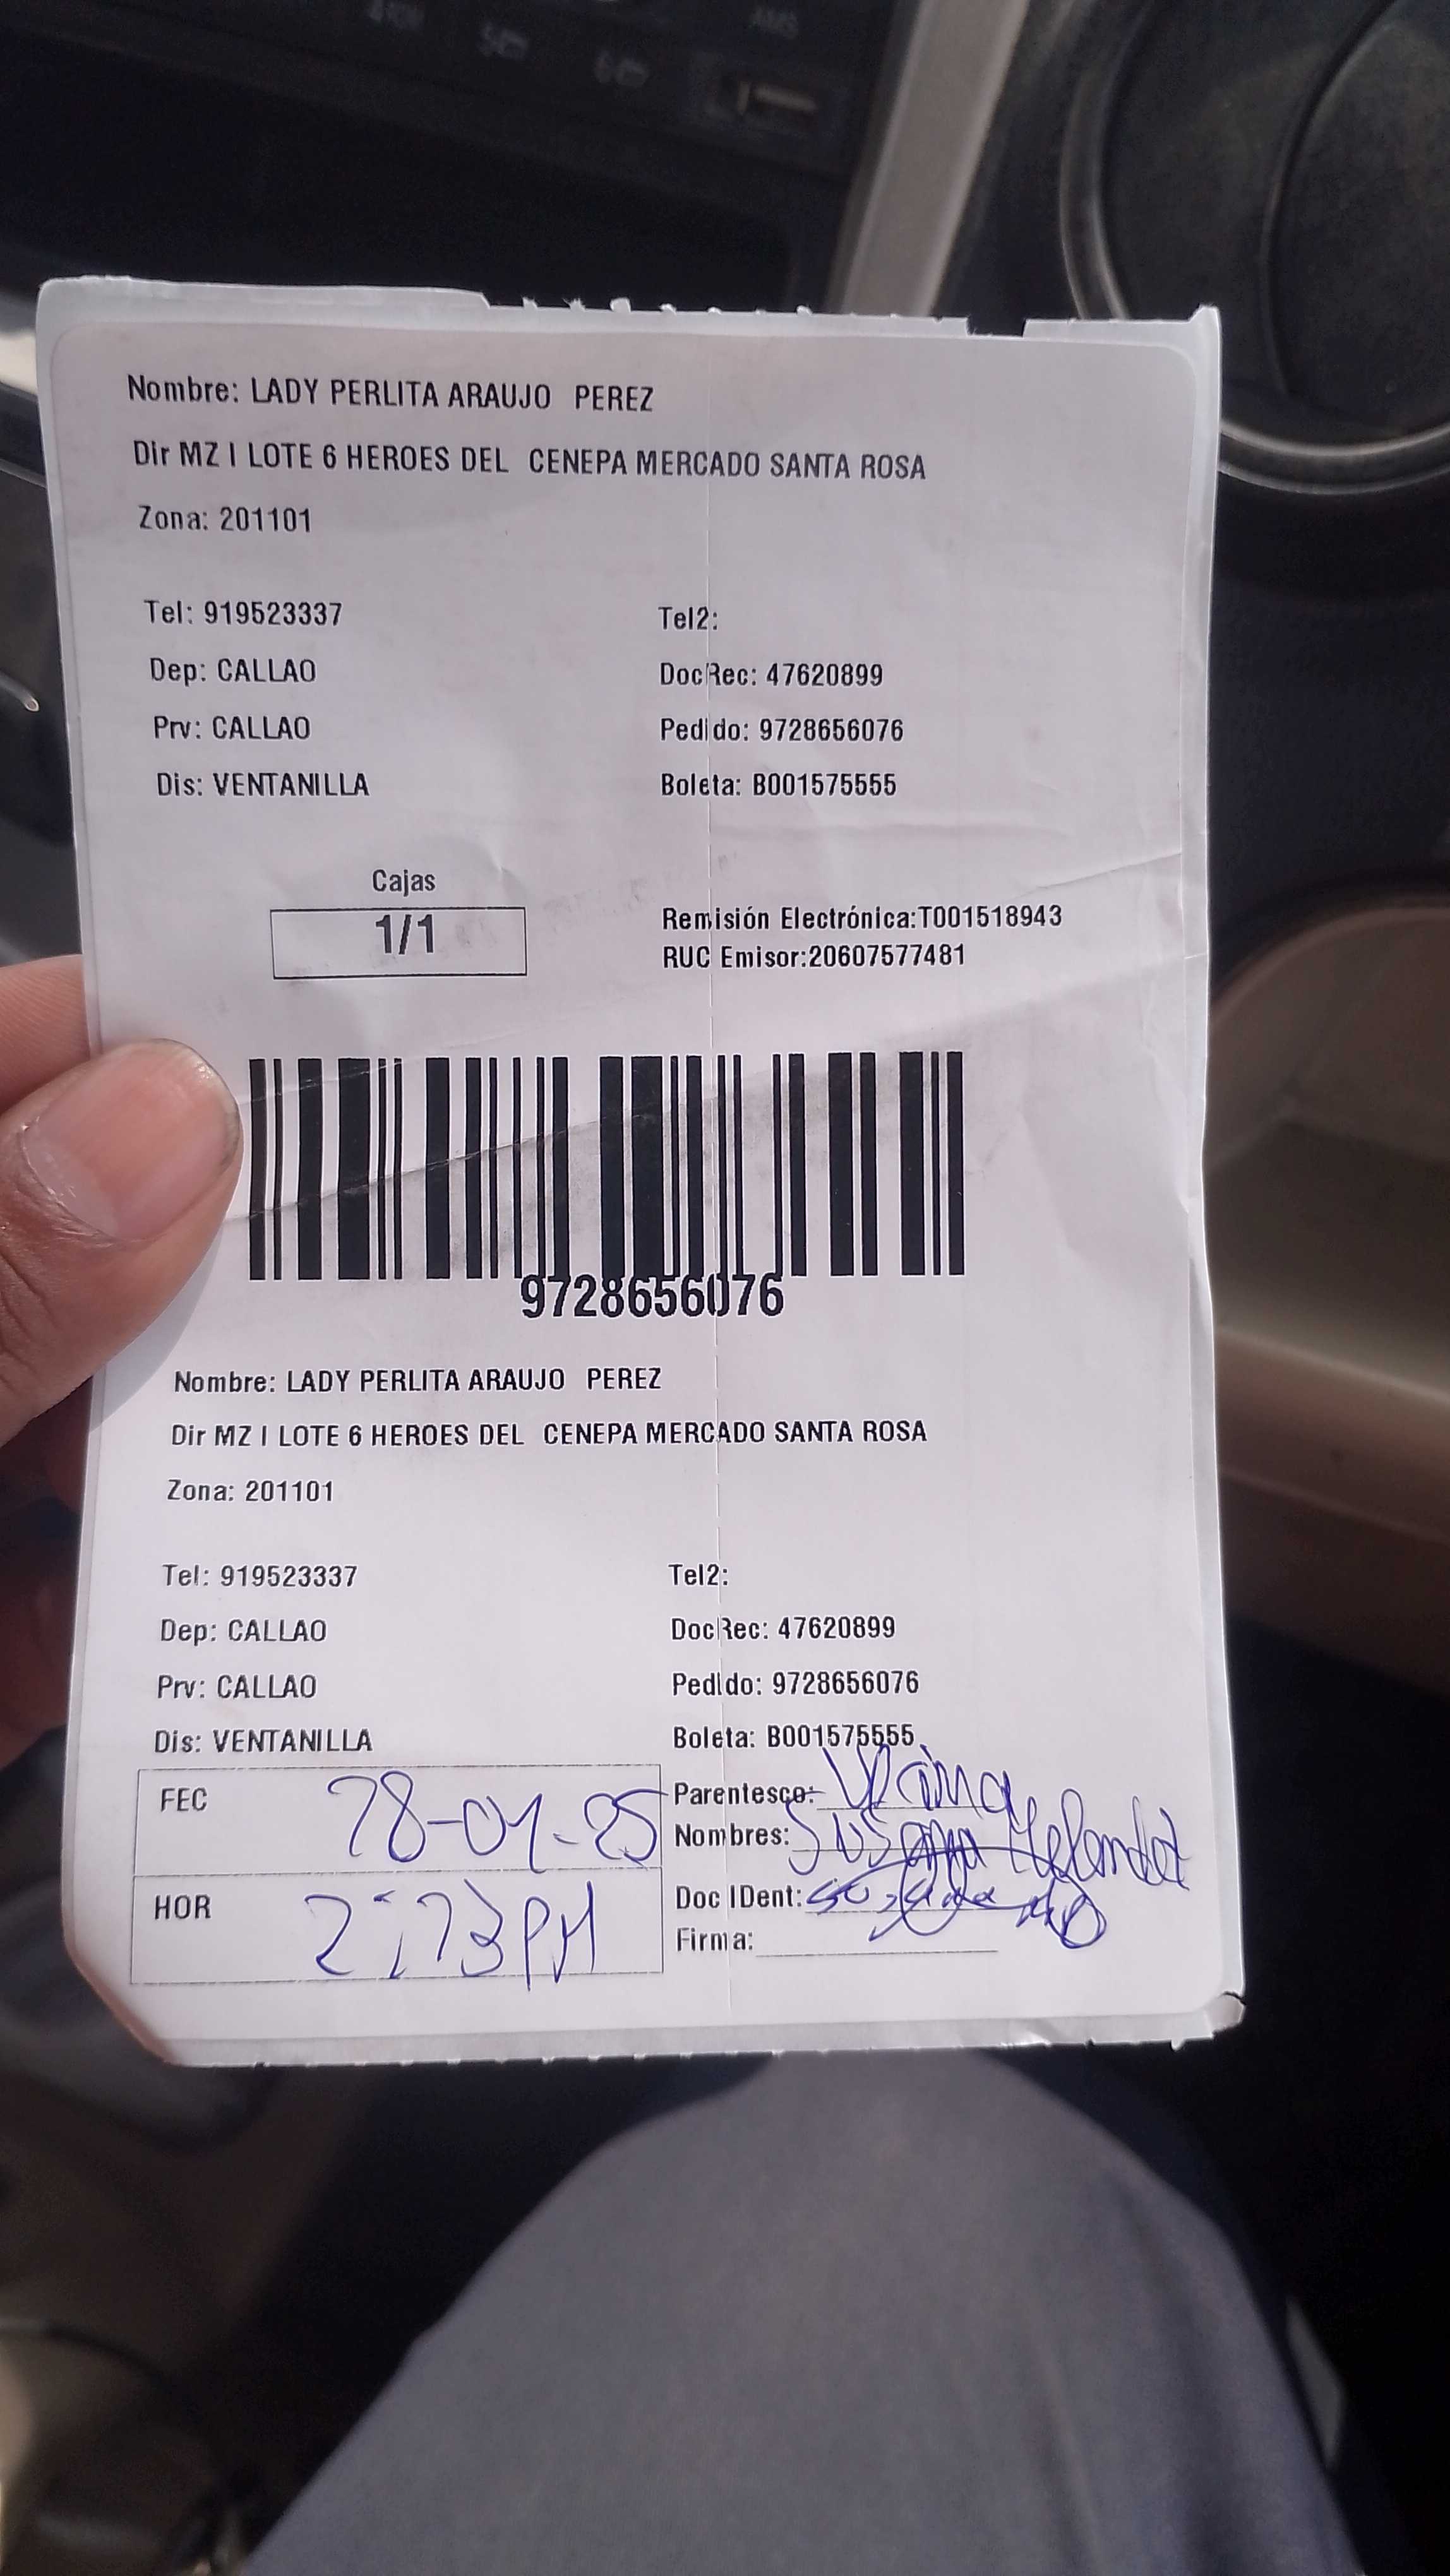 Nombre: LADY PERLITA ARAUJO PEREZ
Dir MZ I LOTE 6 HEROES DEL CENEPA MERCADO SANTA ROSA
Zona: 201101
Tel: 919523337 Tel2:
Dep: CALLAO DocRec: 47620899
Prv: CALLAO Pedido: 9728656076
Dis: VENTANILLA Boleta: B001575555
Cajas
1/1
Remisión Electrónica:T001518943
RUC Emisor:20607577481
9728656076
Nombre: LADY PERLITA ARAUJO PEREZ
Dir MZ I LOTE 6 HEROES DEL CENEPA MERCADO SANTA ROSA
Zona: 201101
Tel: 919523337 Tel2:
Dep: CALLAO DocRec: 47620899
Prv: CALLAO Pedido: 9728656076
Dis: VENTANILLA Boleta: B001575555
FEC Parentesco:
Nombres: Susana
HOR Doc IDent:
Firma: